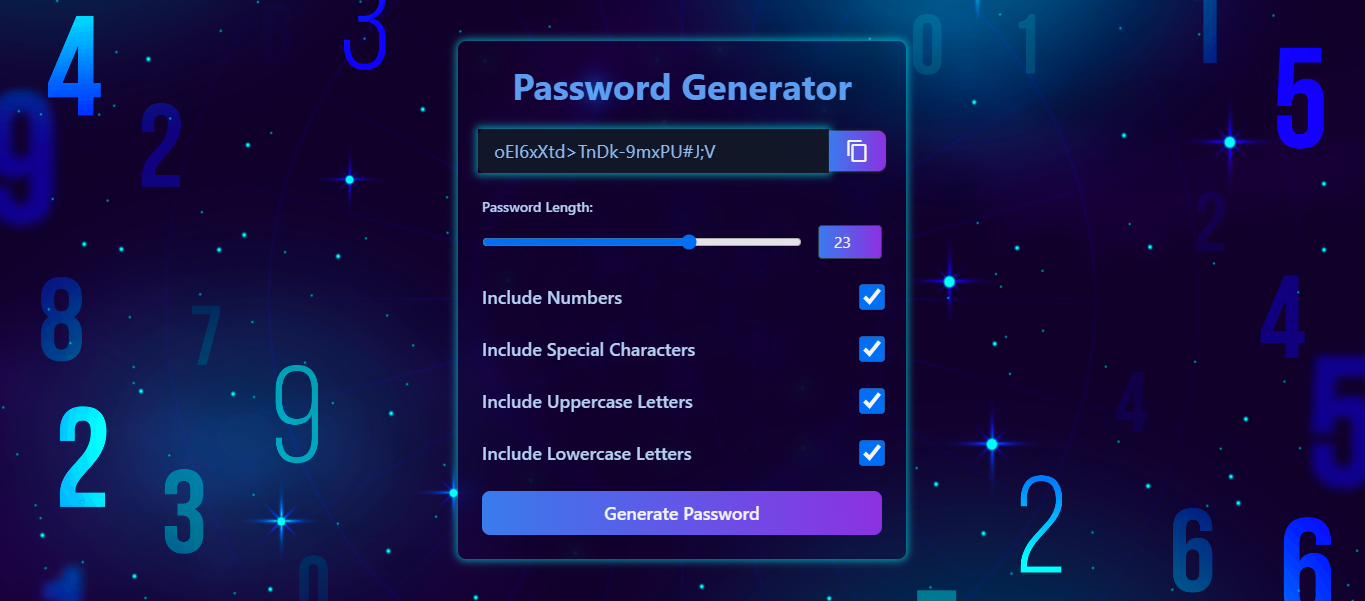 Password Generator
oEI6xXtd>TnDk-9mxPU#J;V
Password Length:
23
Include Numbers
Include Special Characters
Include Uppercase Letters
Include Lowercase Letters
Generate Password
4
3
0
1
1
5
9
2
2
8
7
4
9
4
5
2
3
2
6
6
0